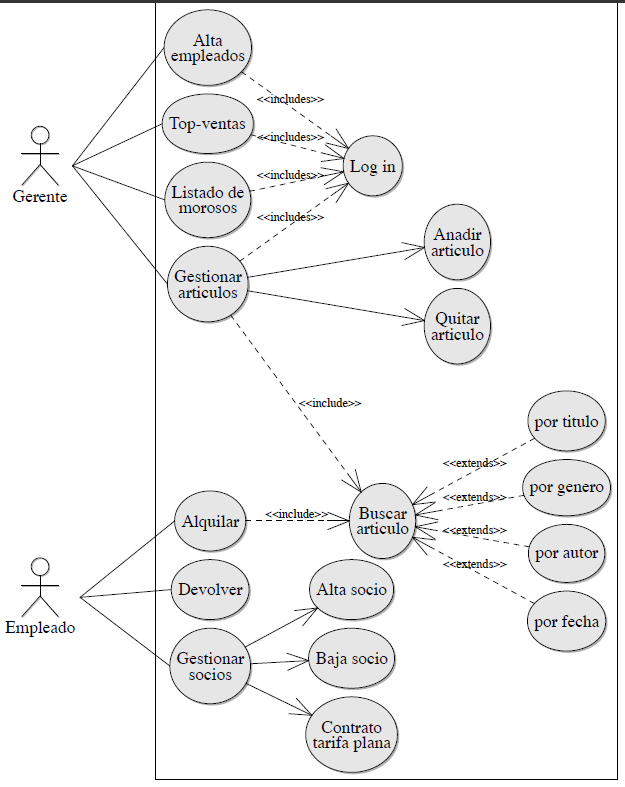 Alta
empleados
<<includes>>
Top-ventas
<<includes>>
Log in
Gerente
Listado de
morosos
<<includes>>
<<includes>>
Gestionar
articulos
Anadir
articulo
Quitar
articulo
<<include>>
por titulo
<<extends>>
por genero
<<extends>>
Alquilar
<<include>>
Buscar
articulo
<<extends>>
por autor
<<extends>>
por fecha
Empleado
Devolver
Alta socio
Gestionar
socios
Baja socio
Contrato
tarifa plana